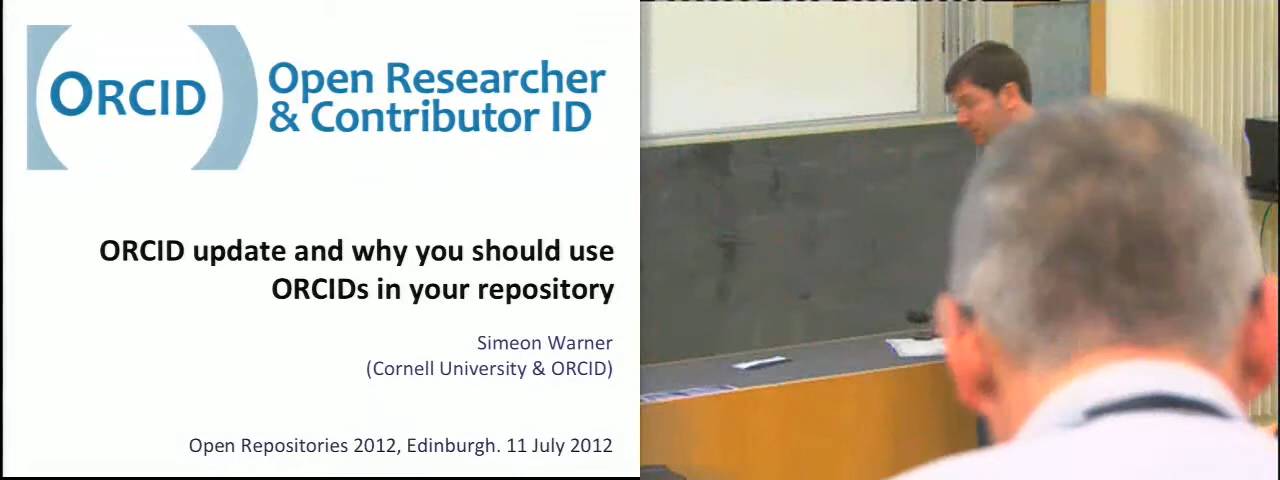 ORCID
Open Researcher
& Contributor ID
ORCID update and why you should use
ORCIDs in your repository
Simeon Warner
(Cornell University & ORCID)
Open Repositories 2012, Edinburgh. 11 July 2012